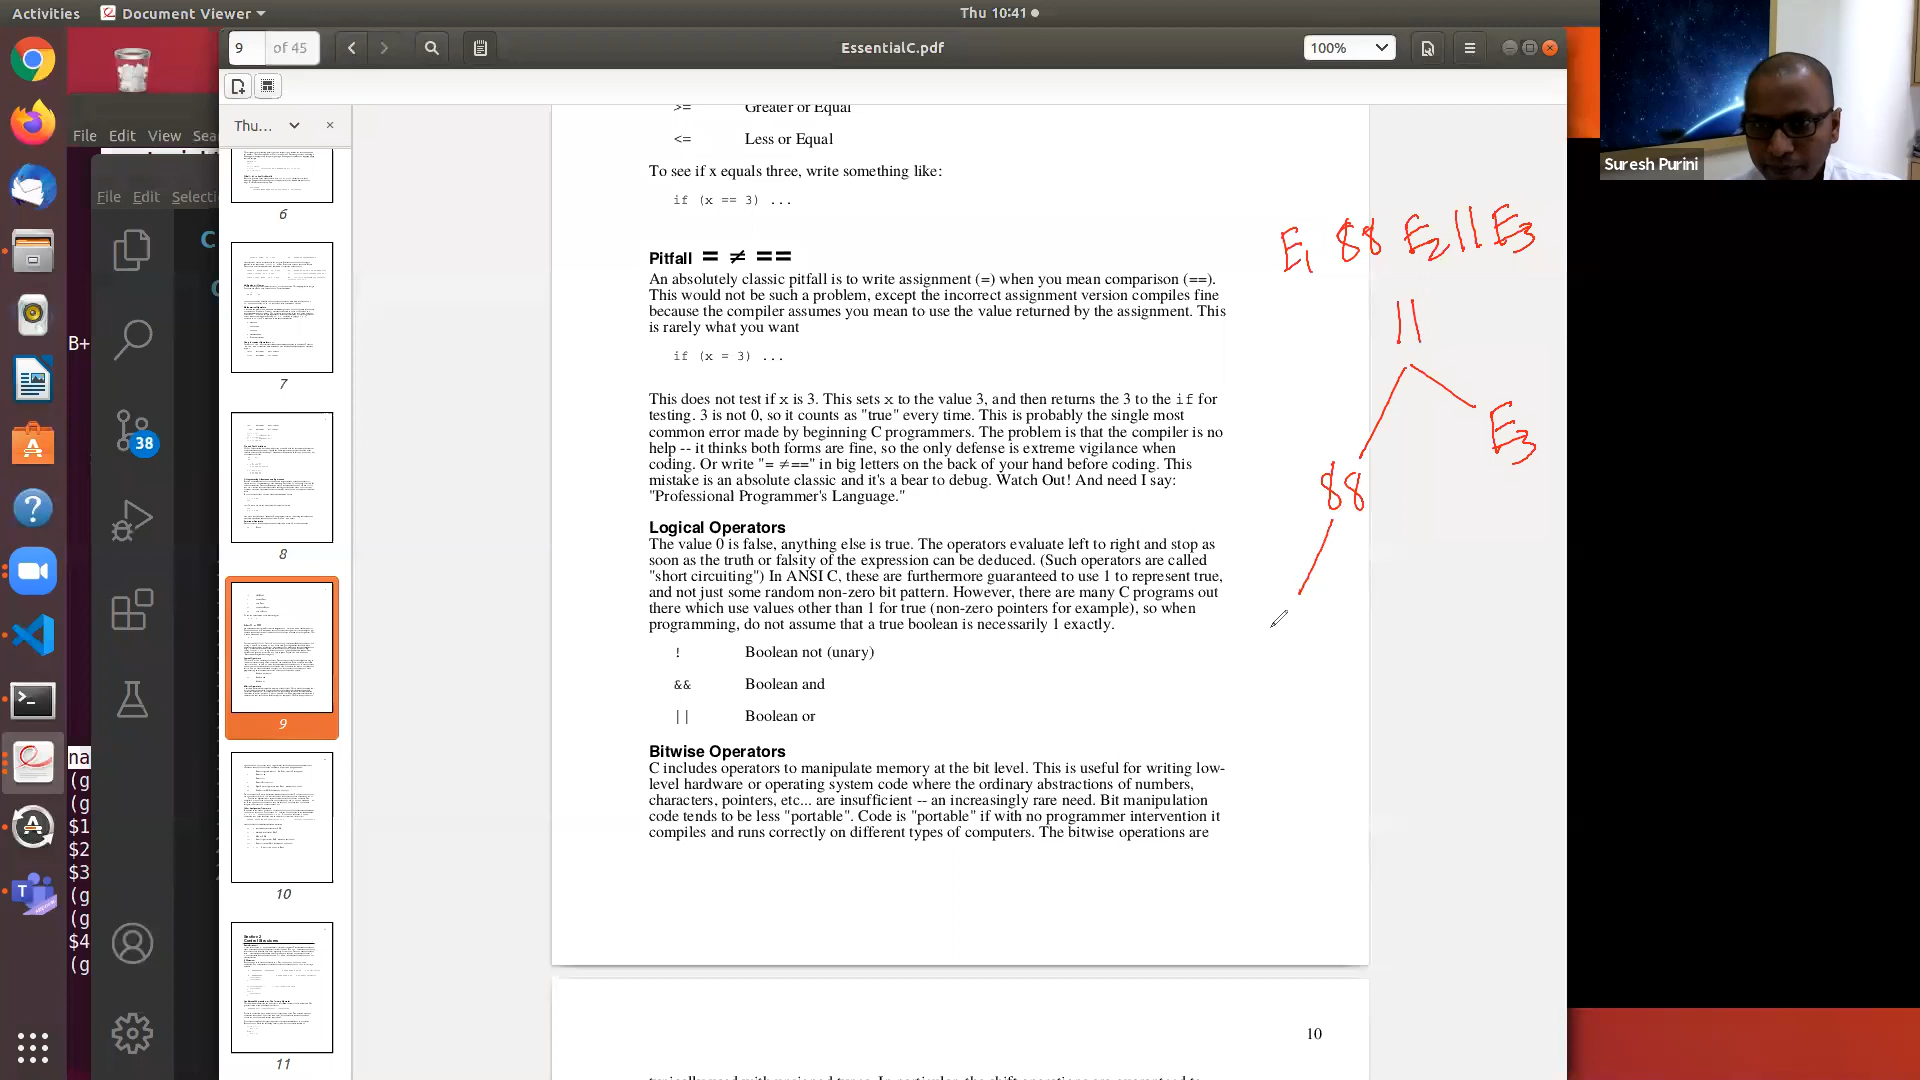 Activities Document Viewer Thu 10:41
9 of 45 EssentialC.pdf 100%
Thu...
File Edit View Sea
File Edit Selecti
6
7
8
9
10
11
38
B+
na
(g
(g
$1
$2
$3
(g
(g
$4
(g
>= Greater or Equal
<= Less or Equal
To see if x equals three, write something like:
if (x == 3) ...
Pitfall = ≠ ==
An absolutely classic pitfall is to write assignment (=) when you mean comparison (==).
This would not be such a problem, except the incorrect assignment version compiles fine
because the compiler assumes you mean to use the value returned by the assignment. This
is rarely what you want
if (x = 3) ...
This does not test if x is 3. This sets x to the value 3, and then returns the 3 to the if for
testing. 3 is not 0, so it counts as "true" every time. This is probably the single most
common error made by beginning C programmers. The problem is that the compiler is no
help -- it thinks both forms are fine, so the only defense is extreme vigilance when
coding. Or write "= ≠==" in big letters on the back of your hand before coding. This
mistake is an absolute classic and it's a bear to debug. Watch Out! And need I say:
"Professional Programmer's Language."
Logical Operators
The value 0 is false, anything else is true. The operators evaluate left to right and stop as
soon as the truth or falsity of the expression can be deduced. (Such operators are called
"short circuiting") In ANSI C, these are furthermore guaranteed to use 1 to represent true,
and not just some random non-zero bit pattern. However, there are many C programs out
there which use values other than 1 for true (non-zero pointers for example), so when
programming, do not assume that a true boolean is necessarily 1 exactly.
! Boolean not (unary)
&& Boolean and
|| Boolean or
Bitwise Operators
C includes operators to manipulate memory at the bit level. This is useful for writing low-
level hardware or operating system code where the ordinary abstractions of numbers,
characters, pointers, etc... are insufficient -- an increasingly rare need. Bit manipulation
code tends to be less "portable". Code is "portable" if with no programmer intervention it
compiles and runs correctly on different types of computers. The bitwise operations are
10
E1 && E2 || E3
||
&& E3
Suresh Purini